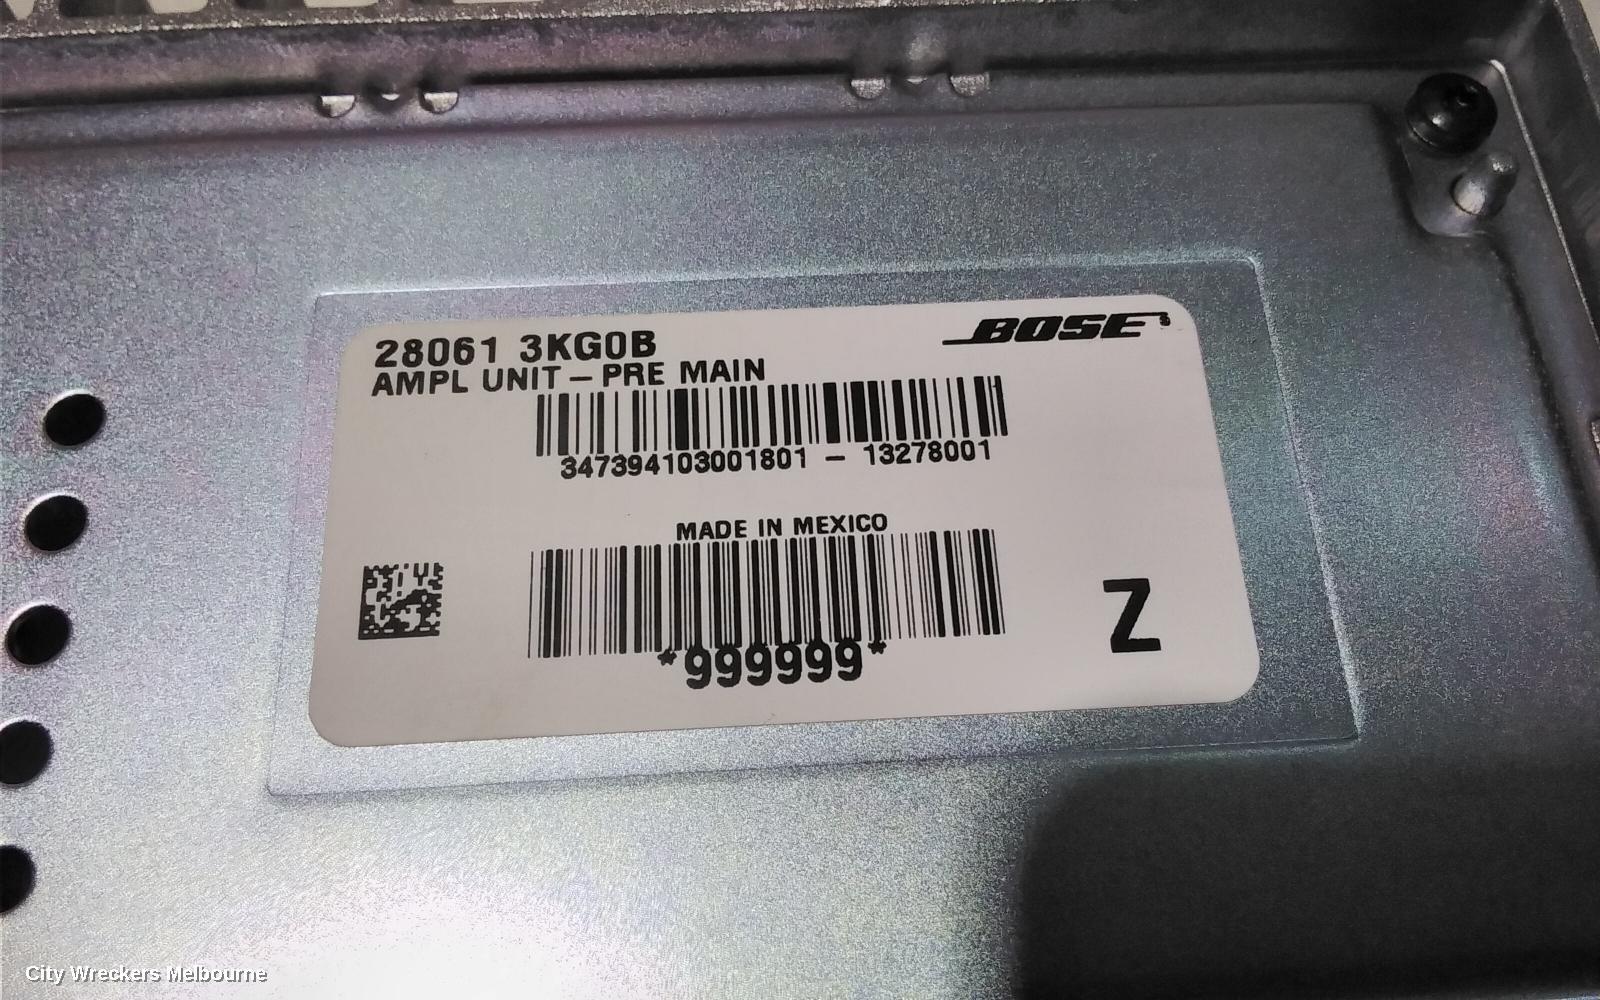 28061 3KG0B
BOSE
AMPL UNIT – PRE MAIN
347394103001801 – 13278001
MADE IN MEXICO
*999999*
Z
City Wreckers Melbourne